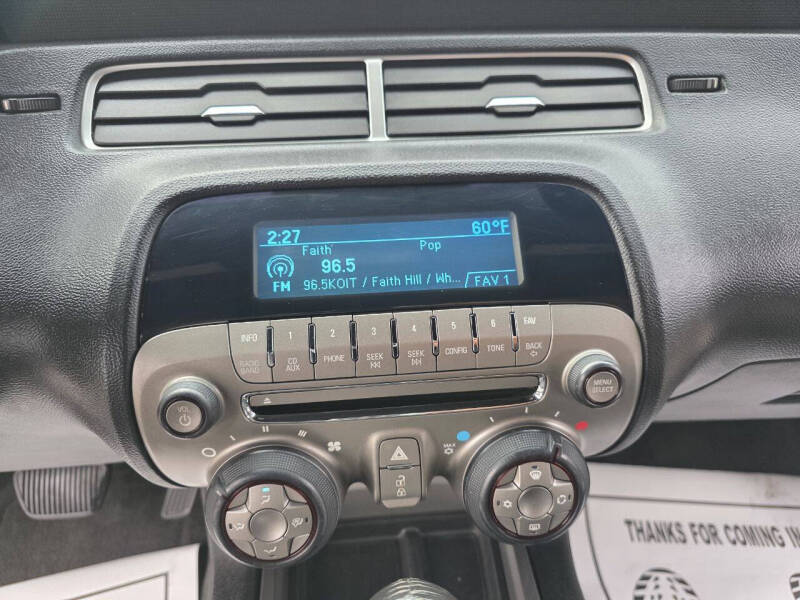 2:27 60°F
Faith Pop
96.5
FM 96.5KOIT / Faith Hill / Wh... FAV 1
INFO 1 2 3 4 5 6 FAV
RADIO BAND CD AUX PHONE SEEK SEEK CONFIG TONE BACK
VOL
MENU SELECT
MAX
THANKS FOR COMING IN